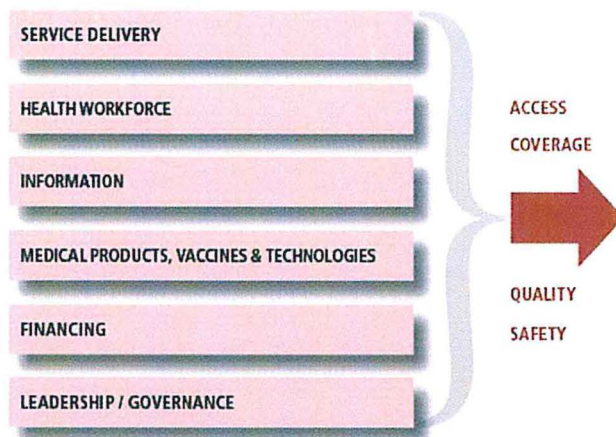 SERVICE DELIVERY
HEALTH WORKFORCE
INFORMATION
MEDICAL PRODUCTS, VACCINES & TECHNOLOGIES
FINANCING
LEADERSHIP / GOVERNANCE
ACCESS
COVERAGE
QUALITY
SAFETY